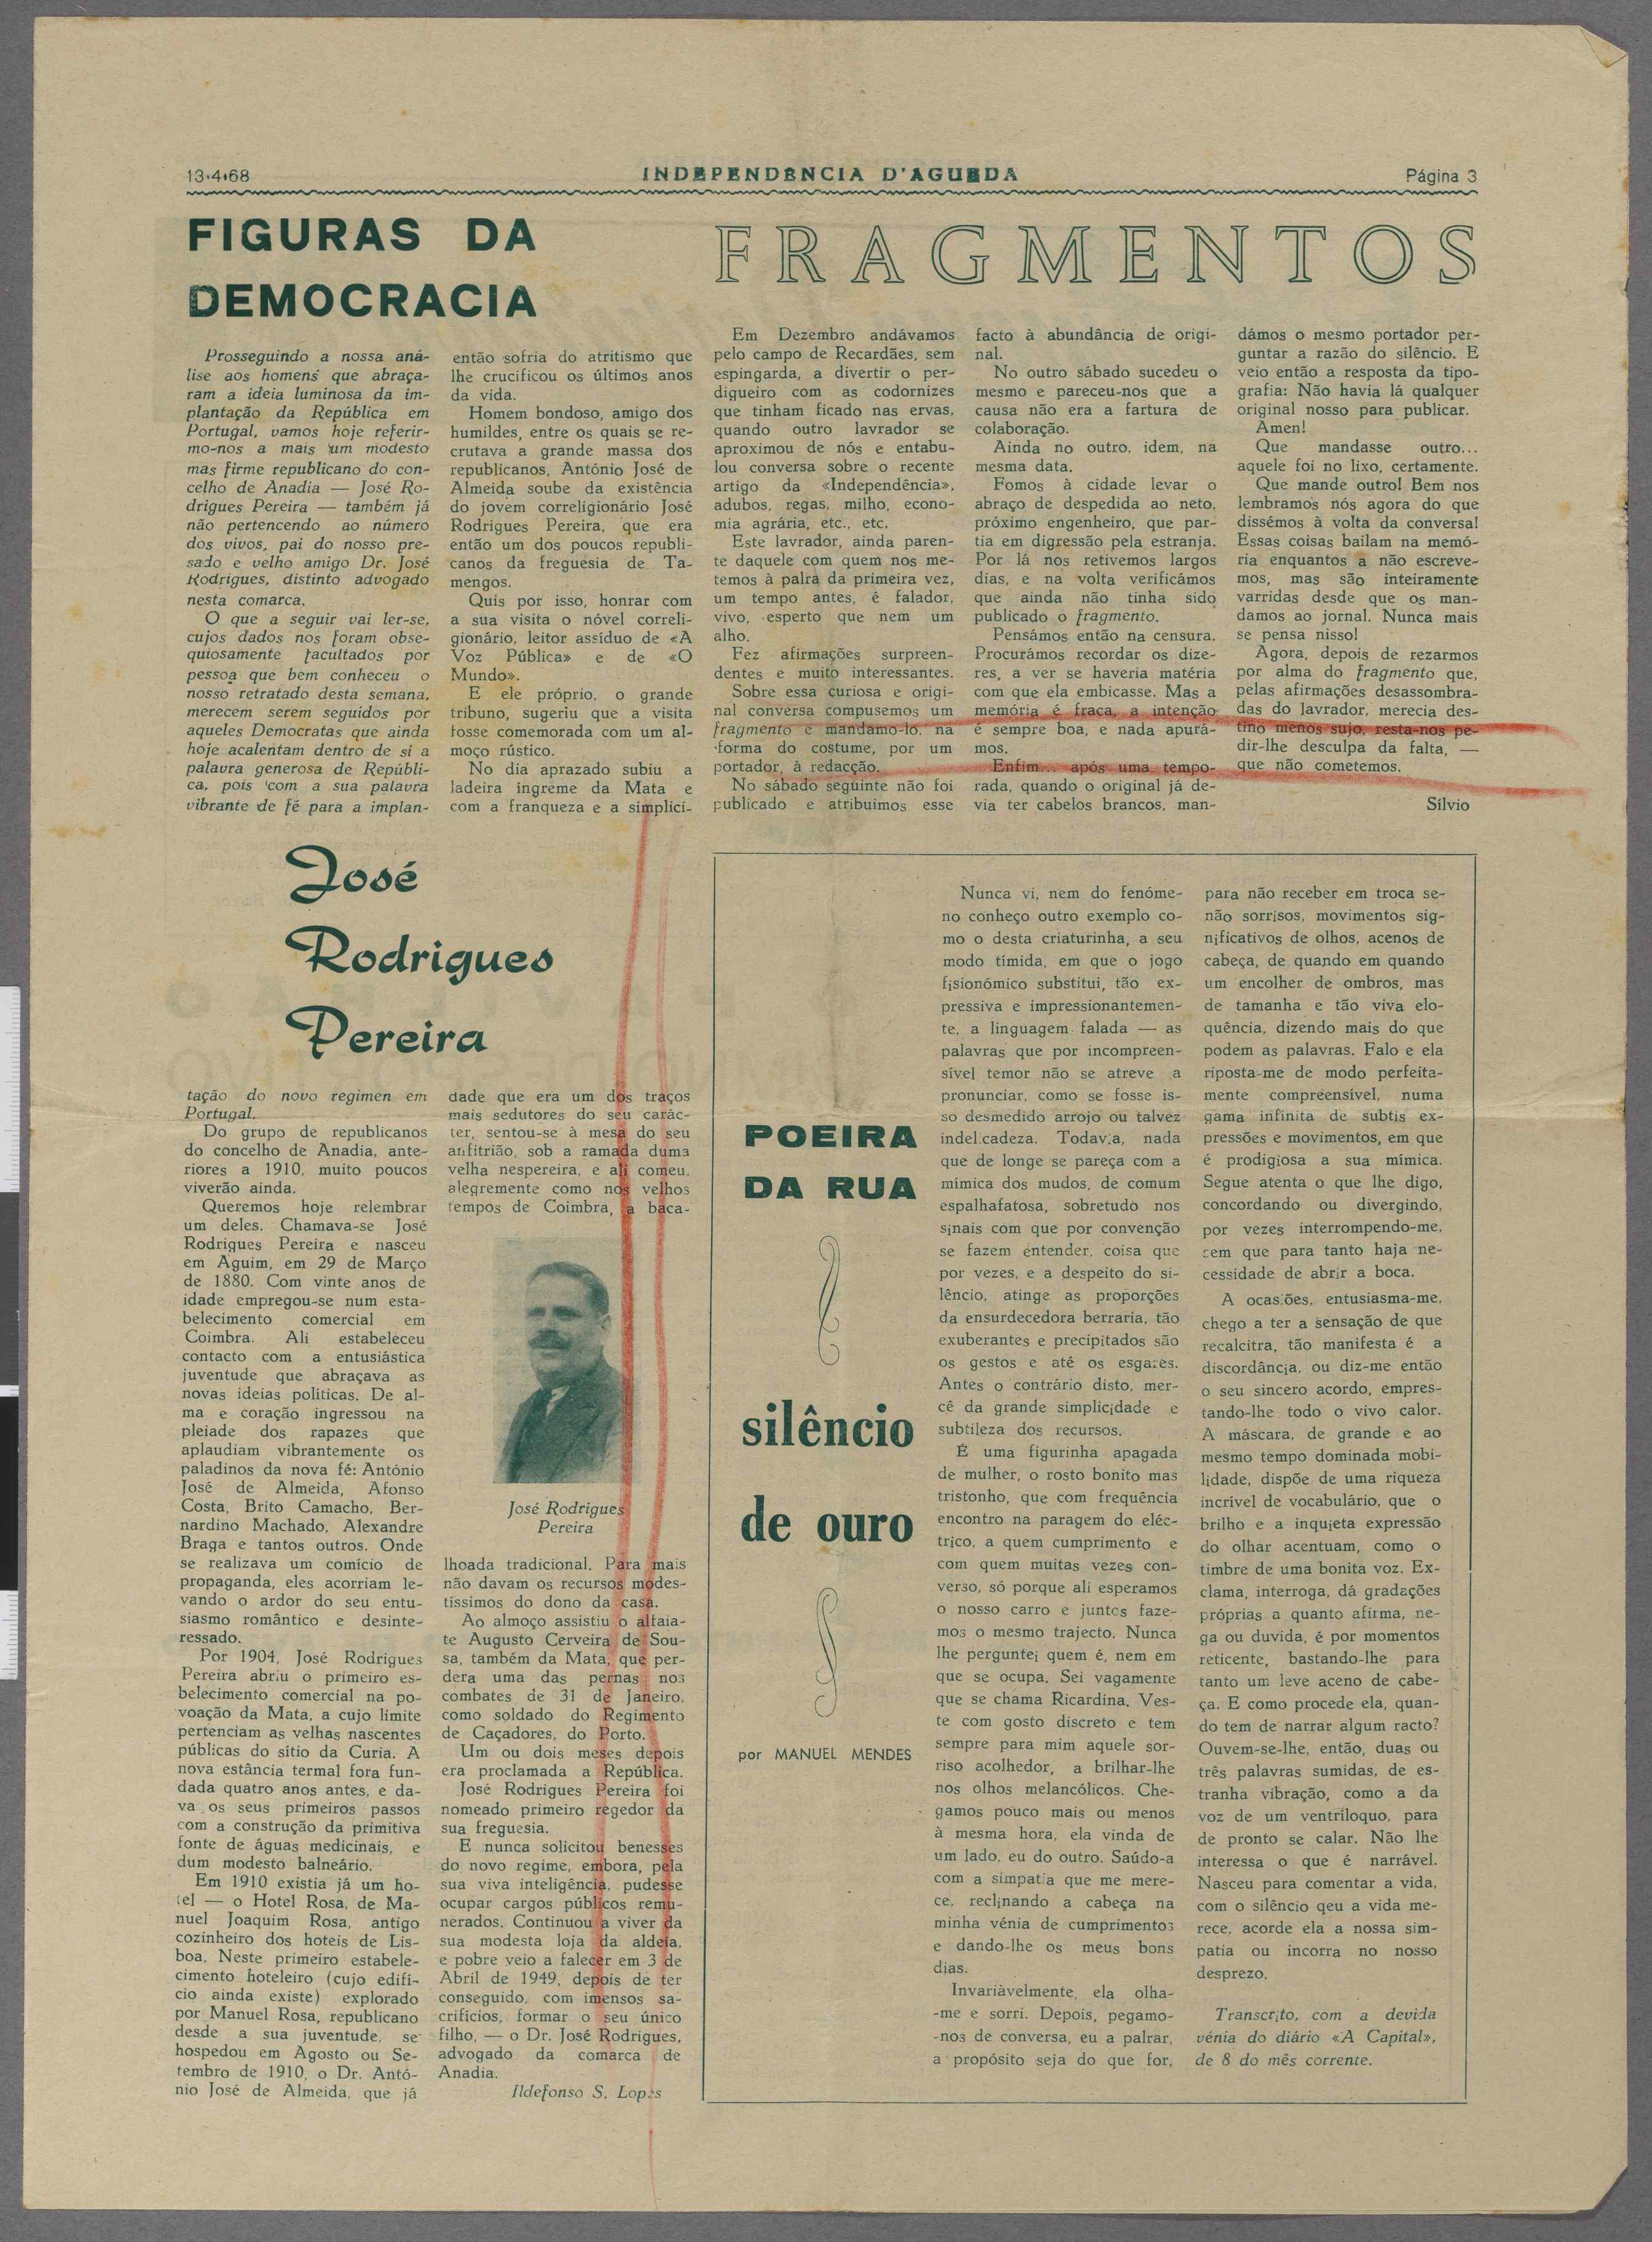 13-4-68
INDEPENDENCIA D'AGUEDA
Página 3
FIGURAS DA
DEMOCRACIA
Prosseguindo a nossa aná-
lise aos homens que abraça-
ram a ideia luminosa da im-
plantação da República em
Portugal, vamos hoje referir-
mo-nos a mais um modesto
mas firme republicano do con-
celho de Anadia — José Ro-
drigues Pereira — também já
não pertencendo ao número
dos vivos, pai do nosso pre-
sado e velho amigo Dr. José
Rodrigues, distinto advogado
nesta comarca.
O que a seguir vai ler-se,
cujos dados nos foram obse-
quiosamente facultados por
pessoa que bem conheceu o
nosso retratado desta semana,
merecem serem seguidos por
aqueles Democratas que ainda
hoje acalentam dentro de si a
palavra generosa de Repúbli-
ca, pois com a sua palavra
vibrante de fé para a implan-
José
Rodrigues
Pereira
tação do novo regimen em
Portugal.
Do grupo de republicanos
do concelho de Anadia, ante-
riores a 1910, muito poucos
viverão ainda.
Queremos hoje relembrar
um deles. Chamava-se José
Rodrigues Pereira e nasceu
em Aguim, em 29 de Março
de 1880. Com vinte anos de
idade empregou-se num esta-
belecimento comercial em
Coimbra. Ali estabeleceu
contacto com a entusiástica
juventude que abraçava as
novas ideias políticas. De al-
ma e coração ingressou na
pleiade dos rapazes que
aplaudiam vibrantemente os
paladinos da nova fé: António
José de Almeida, Afonso
Costa, Brito Camacho, Ber-
nardino Machado, Alexandre
Braga e tantos outros. Onde
se realizava um comício de
propaganda, eles acorriam le-
vando o ardor do seu entu-
siasmo romântico e desinte-
ressado.
Por 1904, José Rodrigues
Pereira abriu o primeiro es-
belecimento comercial na po-
voação da Mata, a cujo limite
pertenciam as velhas nascentes
públicas do sítio da Curia. A
nova estância termal fora fun-
dada quatro anos antes, e da-
va os seus primeiros passos
com a construção da primitiva
fonte de águas medicinais, e
dum modesto balneário.
Em 1910 existia já um ho-
tel — o Hotel Rosa, de Ma-
nuel Joaquim Rosa, antigo
cozinheiro dos hoteis de Lis-
boa. Neste primeiro estabele-
cimento hoteleiro (cujo edifí-
cio ainda existe) explorado
por Manuel Rosa, republicano
desde a sua juventude, se
hospedou em Agosto ou Se-
tembro de 1910, o Dr. Antó-
nio José de Almeida, que já
então sofria do atritismo que
lhe crucificou os últimos anos
da vida.
Homem bondoso, amigo dos
humildes, entre os quais se re-
crutava a grande massa dos
republicanos, António José de
Almeida soube da existência
do jovem correligionário José
Rodrigues Pereira, que era
então um dos poucos republi-
canos da freguesia de Ta-
mengos.
Quis por isso, honrar com
a sua visita o nóvel correli-
gionário, leitor assíduo de «A
Voz Pública» e de «O
Mundo».
E ele próprio, o grande
tribuno, sugeriu que a visita
fosse comemorada com um al-
moço rústico.
No dia aprazado subiu a
ladeira íngreme da Mata e
com a franqueza e a simplici-
dade que era um dos traços
mais sedutores do seu carác-
ter, sentou-se à mesa do seu
anfitrião, sob a ramada duma
velha nespereira, e ali comeu,
alegremente como nos velhos
tempos de Coimbra, a baca-
José Rodrigues
Pereira
lhoada tradicional. Para mais
não davam os recursos modes-
tíssimos do dono da casa.
Ao almoço assistiu o alfaia-
te Augusto Cerveira de Sou-
sa, também da Mata, que per-
dera uma das pernas nos
combates de 31 de Janeiro,
como soldado do Regimento
de Caçadores, do Porto.
Um ou dois meses depois
era proclamada a República.
José Rodrigues Pereira foi
nomeado primeiro regedor da
sua freguesia.
E nunca solicitou benesses
do novo regime, embora, pela
sua viva inteligência, pudesse
ocupar cargos públicos remu-
nerados. Continuou a viver da
sua modesta loja da aldeia,
e pobre veio a falecer em 3 de
Abril de 1949, depois de ter
conseguido, com imensos sa-
crifícios, formar o seu único
filho, — o Dr. José Rodrigues,
advogado da comarca de
Anadia.
Ildefonso S. Lopes
FRAGMENTOS
Em Dezembro andávamos
pelo campo de Recardães, sem
espingarda, a divertir o per-
digueiro com as codornizes
que tinham ficado nas ervas,
quando outro lavrador se
aproximou de nós e entabu-
lou conversa sobre o recente
artigo da «Independência»,
adubos, regas, milho, econo-
mia agrária, etc., etc.
Este lavrador, ainda paren-
te daquele com quem nos me-
temos à palra da primeira vez,
um tempo antes, é falador,
vivo, esperto que nem um
alho.
Fez afirmações surpreen-
dentes e muito interessantes.
Sobre essa curiosa e origi-
nal conversa compusemos um
fragmento e mandamo-lo, na
forma do costume, por um
portador, à redacção.
No sábado seguinte não foi
publicado e atribuimos esse
facto à abundância de origi-
nal.
No outro sábado sucedeu o
mesmo e pareceu-nos que a
causa não era a fartura de
colaboração.
Ainda no outro, idem, na
mesma data.
Fomos à cidade levar o
abraço de despedida ao neto,
próximo engenheiro, que par-
tia em digressão pela estranja.
Por lá nos retivemos largos
dias, e na volta verificámos
que ainda não tinha sido
publicado o fragmento.
Pensámos então na censura.
Procurámos recordar os dize-
res, a ver se haveria matéria
com que ela embicasse. Mas a
memória é fraca, a intenção
é sempre boa, e nada apurá-
mos.
Enfim... após uma tempo-
rada, quando o original já de-
via ter cabelos brancos, man-
dámos o mesmo portador per-
guntar a razão do silêncio. E
veio então a resposta da tipo-
grafia: Não havia lá qualquer
original nosso para publicar.
Amen!
Que mandasse outro...
aquele foi no lixo, certamente.
Que mande outro! Bem nos
lembramos nós agora do que
dissémos à volta da conversa!
Essas coisas bailam na memó-
ria enquantos a não escreve-
mos, mas são inteiramente
varridas desde que os man-
damos ao jornal. Nunca mais
se pensa nisso!
Agora, depois de rezarmos
por alma do fragmento que,
pelas afirmações desassombra-
das do lavrador, merecia des-
tino menos sujo, resta-nos pe-
dir-lhe desculpa da falta, —
que não cometemos.
Sílvio
POEIRA
DA RUA
silêncio
de ouro
por MANUEL MENDES
Nunca vi, nem do fenóme-
no conheço outro exemplo co-
mo o desta criaturinha, a seu
modo tímida, em que o jogo
fisionómico substitui, tão ex-
pressiva e impressionantemen-
te, a linguagem falada — as
palavras que por incompreen-
sível temor não se atreve a
pronunciar, como se fosse is-
so desmedido arrojo ou talvez
indel.cadeza. Todav.a, nada
que de longe se pareça com a
mímica dos mudos, de comum
espalhafatosa, sobretudo nos
sinais com que por convenção
se fazem entender, coisa que
por vezes, e a despeito do si-
lêncio, atinge as proporções
da ensurdecedora berraria, tão
exuberantes e precipitados são
os gestos e até os esgares.
Antes o contrário disto, mer-
cê da grande simplicidade e
subtileza dos recursos.
É uma figurinha apagada
de mulher, o rosto bonito mas
tristonho, que com frequência
encontro na paragem do eléc-
trico, a quem cumprimento e
com quem muitas vezes con-
verso, só porque ali esperamos
o nosso carro e juntos faze-
mos o mesmo trajecto. Nunca
lhe perguntei quem é, nem em
que se ocupa. Sei vagamente
que se chama Ricardina. Ves-
te com gosto discreto e tem
sempre para mim aquele sor-
riso acolhedor, a brilhar-lhe
nos olhos melancólicos. Che-
gamos pouco mais ou menos
à mesma hora, ela vinda de
um lado, eu do outro. Saúdo-a
com a simpatia que me mere-
ce, reclinando a cabeça na
minha vénia de cumprimentos
e dando-lhe os meus bons
dias.
Invariàvelmente, ela olha-
-me e sorri. Depois, pegamo-
-nos de conversa, eu a palrar,
a propósito seja do que for,
para não receber em troca se-
não sorrisos, movimentos sig-
nificativos de olhos, acenos de
cabeça, de quando em quando
um encolher de ombros, mas
de tamanha e tão viva elo-
quência, dizendo mais do que
podem as palavras. Falo e ela
riposta-me de modo perfeita-
mente compreensível, numa
gama infinita de subtis ex-
pressões e movimentos, em que
é prodigiosa a sua mímica.
Segue atenta o que lhe digo,
concordando ou divergindo,
por vezes interrompendo-me,
sem que para tanto haja ne-
cessidade de abrir a boca.
A ocasiões, entusiasma-me,
chego a ter a sensação de que
recalcitra, tão manifesta é a
discordância, ou diz-me então
o seu sincero acordo, empres-
tando-lhe todo o vivo calor.
A máscara, de grande e ao
mesmo tempo dominada mobi-
lidade, dispõe de uma riqueza
incrível de vocabulário, que o
brilho e a inquieta expressão
do olhar acentuam, como o
timbre de uma bonita voz. Ex-
clama, interroga, dá gradações
próprias a quanto afirma, ne-
ga ou duvida, é por momentos
reticente, bastando-lhe para
tanto um leve aceno de cabe-
ça. E como procede ela, quan-
do tem de narrar algum racto?
Ouvem-se-lhe, então, duas ou
três palavras sumidas, de es-
tranha vibração, como a da
voz de um ventríloquo, para
de pronto se calar. Não lhe
interessa o que é narrável.
Nasceu para comentar a vida,
com o silêncio qeu a vida me-
rece, acorde ela a nossa sim-
patia ou incorra no nosso
desprezo.
Transcrito, com a devida
vénia do diário «A Capital»,
de 8 do mês corrente.